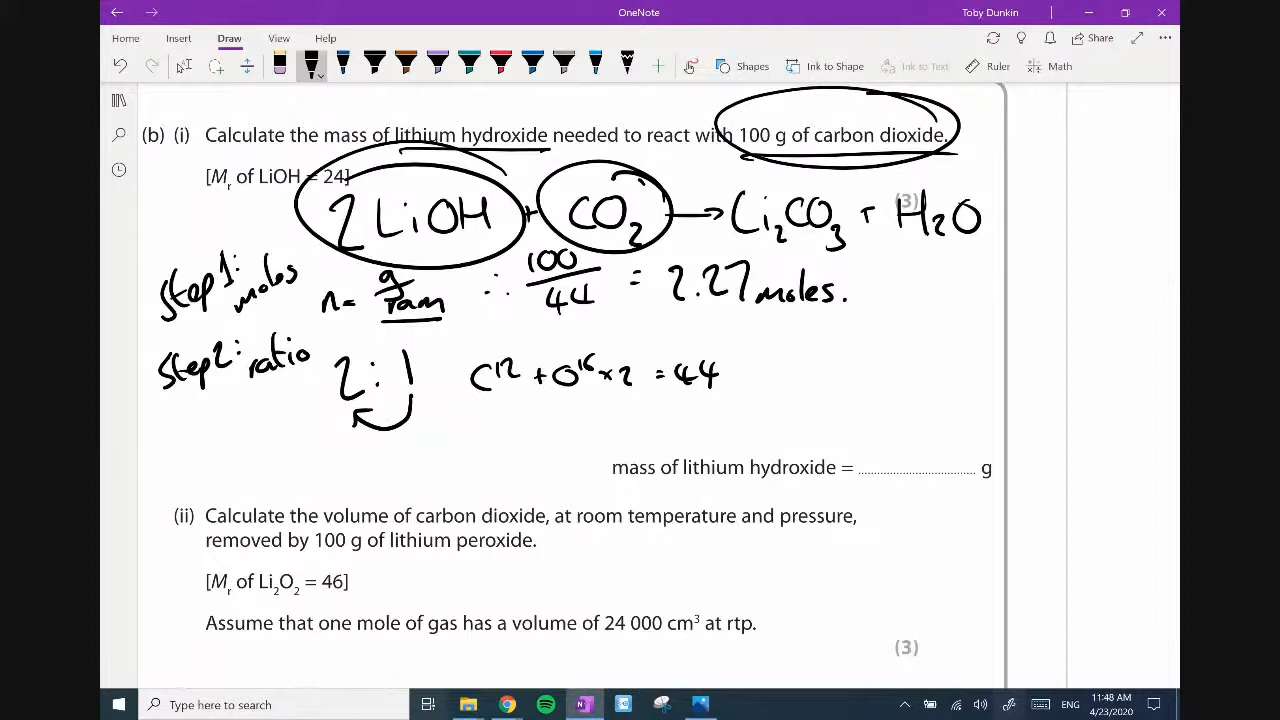 OneNote
Toby Dunkin
Home Insert Draw View Help
Share
Shapes Ink to Shape Ink to Text Ruler Math
(b) (i) Calculate the mass of lithium hydroxide needed to react with 100 g of carbon dioxide.
[Mr of LiOH = 24]
(3)
2 LiOH + CO2 → Li2CO3 + H2O
Step 1: moles n = g/ram ∴ 100/44 = 2.27 moles.
Step 2: ratio 2:1 C12 + O16 × 2 = 44
mass of lithium hydroxide = .................................... g
(ii) Calculate the volume of carbon dioxide, at room temperature and pressure,
removed by 100 g of lithium peroxide.
[Mr of Li2O2 = 46]
Assume that one mole of gas has a volume of 24 000 cm3 at rtp.
(3)
Type here to search
ENG
11:48 AM
4/23/2020